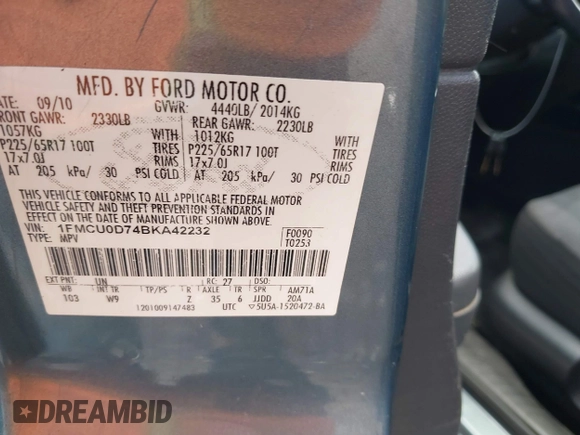 MFD. BY FORD MOTOR CO.
DATE: 09/10 GVWR: 4440LB/ 2014KG
FRONT GAWR: 2330LB REAR GAWR: 2230LB
1057KG WITH 1012KG WITH
P225/65R17 100T TIRES P225/65R17 100T TIRES
17x7.0J RIMS 17x7.0J RIMS
AT 205 kPa/ 30 PSI COLD AT 205 kPa/ 30 PSI COLD
THIS VEHICLE CONFORMS TO ALL APPLICABLE FEDERAL MOTOR
VEHICLE SAFETY AND THEFT PREVENTION STANDARDS IN
EFFECT ON THE DATE OF MANUFACTURE SHOWN ABOVE.
VIN: 1FMCU0D74BKA42232 F0090
TYPE: MPV T0253
EXT PNT: UN RC: 27 DSO:
WB INT TR TP/PS R AXLE TR SPR AM71A
103 W9 Z 35 6 JJDD 20A
1201009147483 UTC ▽5U5A-1520472-BA
DREAMBID